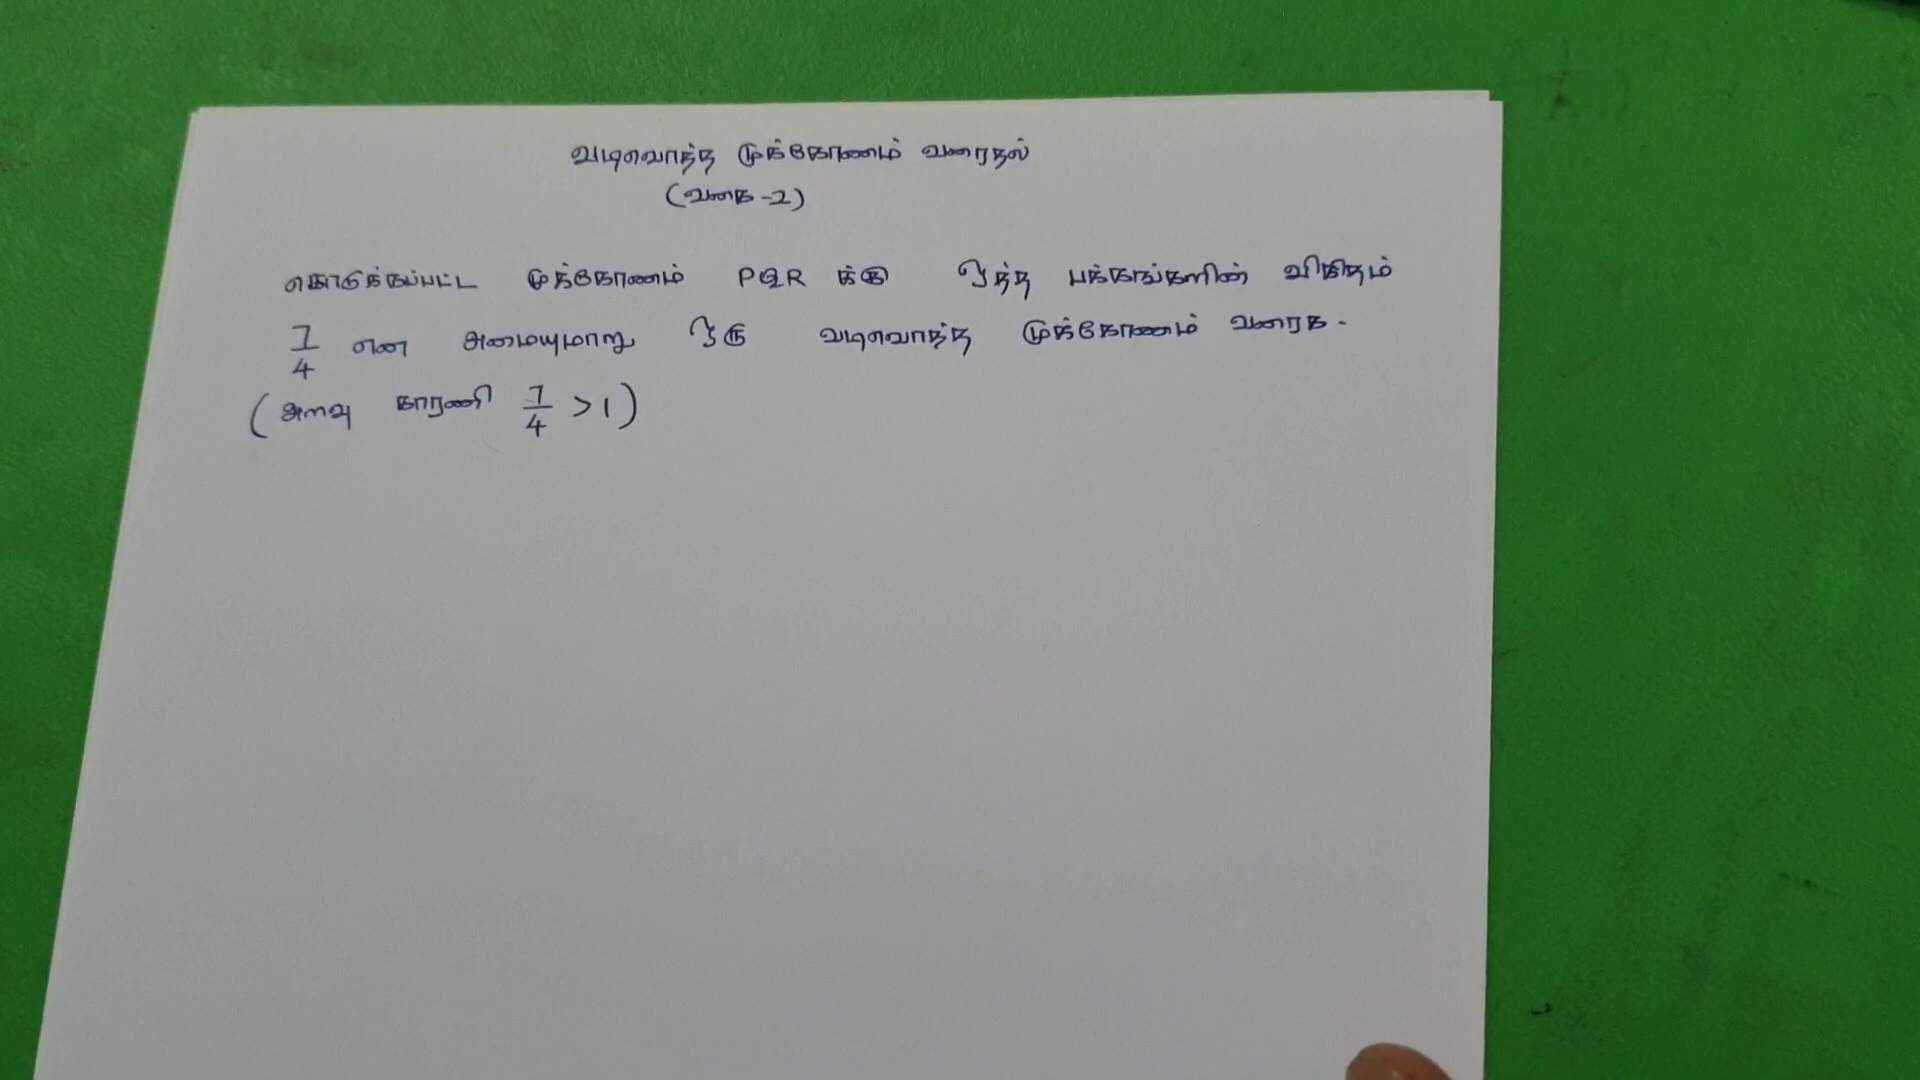 வடிவொத்த முக்கோணம் வரைதல்
(வகை -2)
கொடுக்கப்பட்ட முக்கோணம் PQR க்கு ஒத்த பக்கங்களின் விகிதம்
7/4 என அமையுமாறு ஒரு வடிவொத்த முக்கோணம் வரைக.
(அளவு காரணி 7/4 >1)